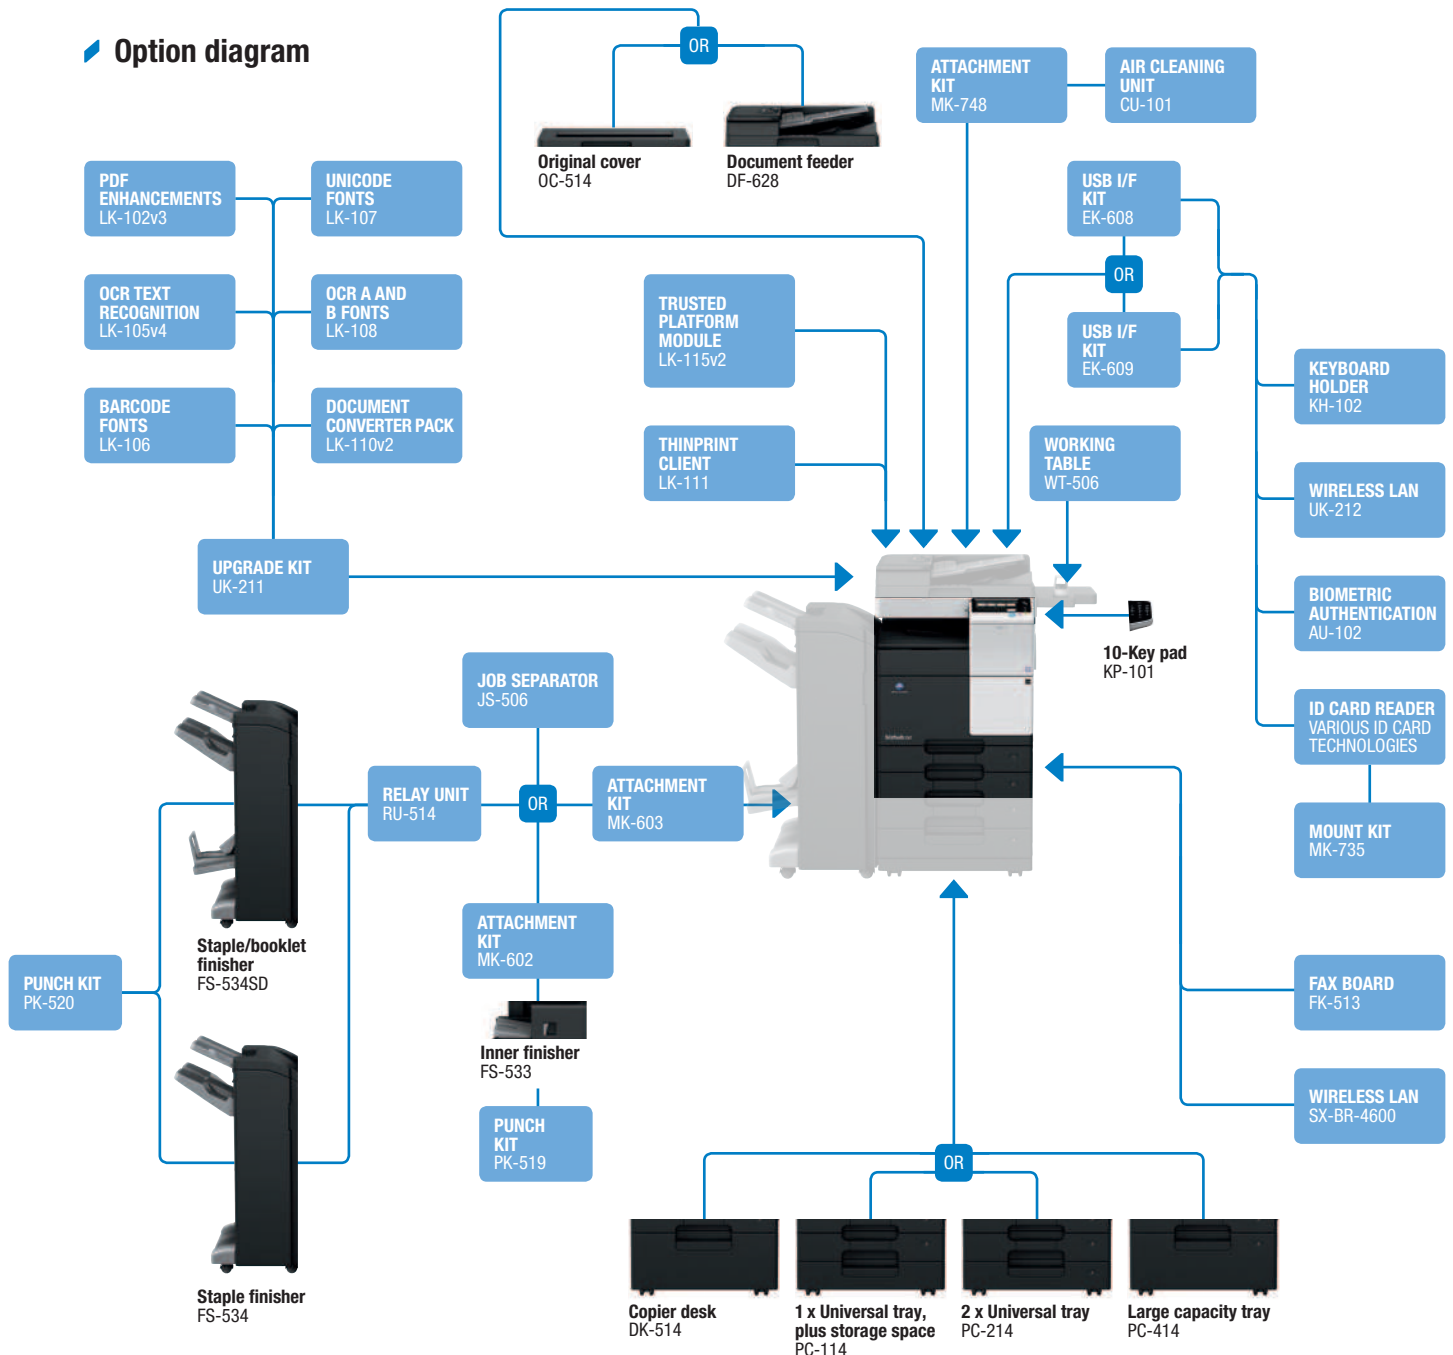 Option diagram
OR
ATTACHMENT
KIT
MK-748
AIR CLEANING
UNIT
CU-101
Original cover
OC-514
Document feeder
DF-628
PDF
ENHANCEMENTS
LK-102v3
UNICODE
FONTS
LK-107
USB I/F
KIT
EK-608
OR
USB I/F
KIT
EK-609
OCR TEXT
RECOGNITION
LK-105v4
OCR A AND
B FONTS
LK-108
TRUSTED
PLATFORM
MODULE
LK-115v2
KEYBOARD
HOLDER
KH-102
BARCODE
FONTS
LK-106
DOCUMENT
CONVERTER PACK
LK-110v2
THINPRINT
CLIENT
LK-111
WORKING
TABLE
WT-506
WIRELESS LAN
UK-212
UPGRADE KIT
UK-211
BIOMETRIC
AUTHENTICATION
AU-102
10-Key pad
KP-101
JOB SEPARATOR
JS-506
ID CARD READER
VARIOUS ID CARD
TECHNOLOGIES
RELAY UNIT
RU-514
OR
ATTACHMENT
KIT
MK-603
MOUNT KIT
MK-735
ATTACHMENT
KIT
MK-602
Staple/booklet
finisher
FS-534SD
PUNCH KIT
PK-520
FAX BOARD
FK-513
Inner finisher
FS-533
WIRELESS LAN
SX-BR-4600
PUNCH
KIT
PK-519
OR
Staple finisher
FS-534
Copier desk
DK-514
1 x Universal tray,
plus storage space
PC-114
2 x Universal tray
PC-214
Large capacity tray
PC-414